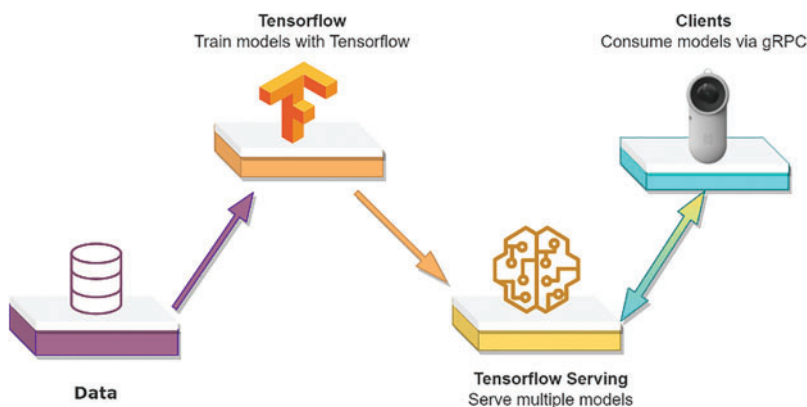 Tensorflow
Train models with Tensorflow
Clients
Consume models via gRPC
Data
Tensorflow Serving
Serve multiple models